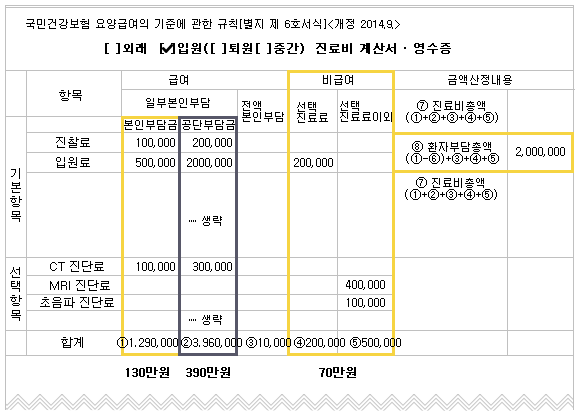 국민건강보험 요양급여의 기준에 관한 규칙[별지 제 6호서식]<개정 2014,9,>
[ ]외래 [✔]입원([ ]퇴원[ ]중간) 진료비 계산서·영수증
항목 급여 비급여 금액산정내용
일부본인부담 전액 본인부담 선택 진료료 선택 진료료이외
본인부담금 공단부담금
⑦ 진료비총액
(①+②+③+④+⑤)
기본항목
진찰료 100,000 200,000
⑧ 환자부담총액
(①-⑥)+③+④+⑤ 2,000,000
입원료 500,000 2000,000 200,000
⑦ 진료비총액
(①+②+③+④+⑤)
··· 생략
선택항목
CT 진단료 100,000 300,000
MRI 진단료 400,000
초음파 진단료 100,000
··· 생략
합계 ①1.290,000 ②3.960,000 ③10,000 ④200,000 ⑤500,000
130만원 390만원 70만원